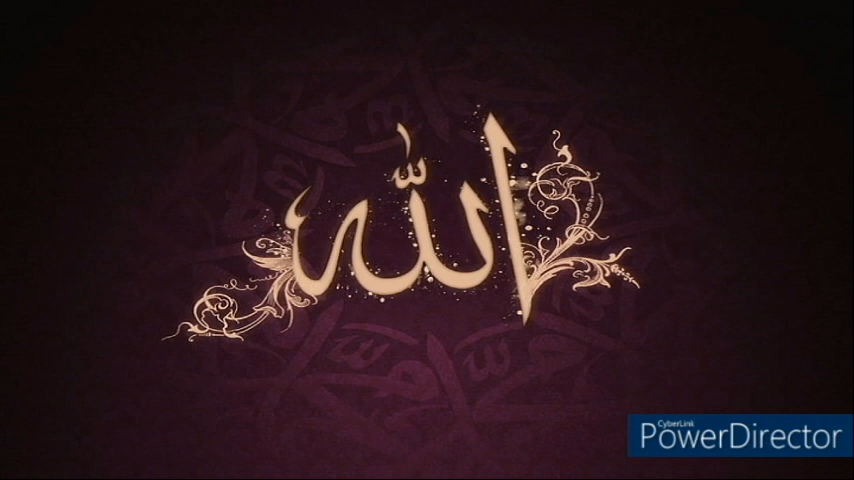 الله
CyberLink
PowerDirector